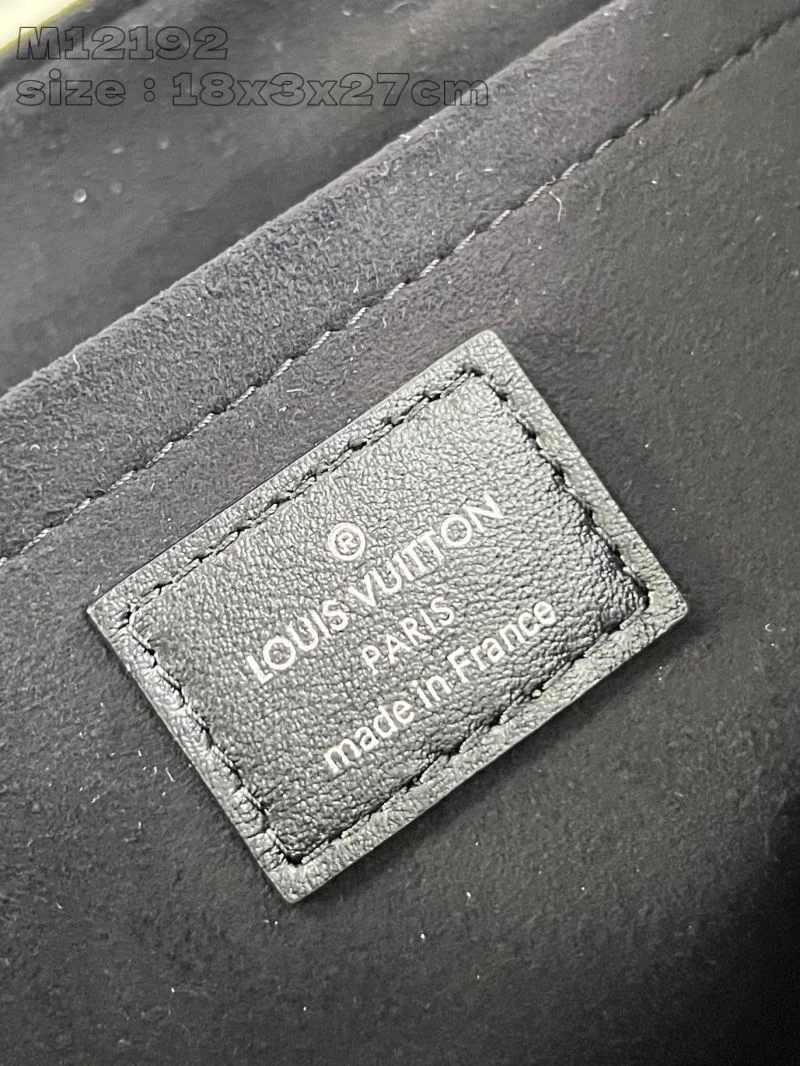 M12192
size : 18x3x27cm
®
LOUIS VUITTON
PARIS
made in France